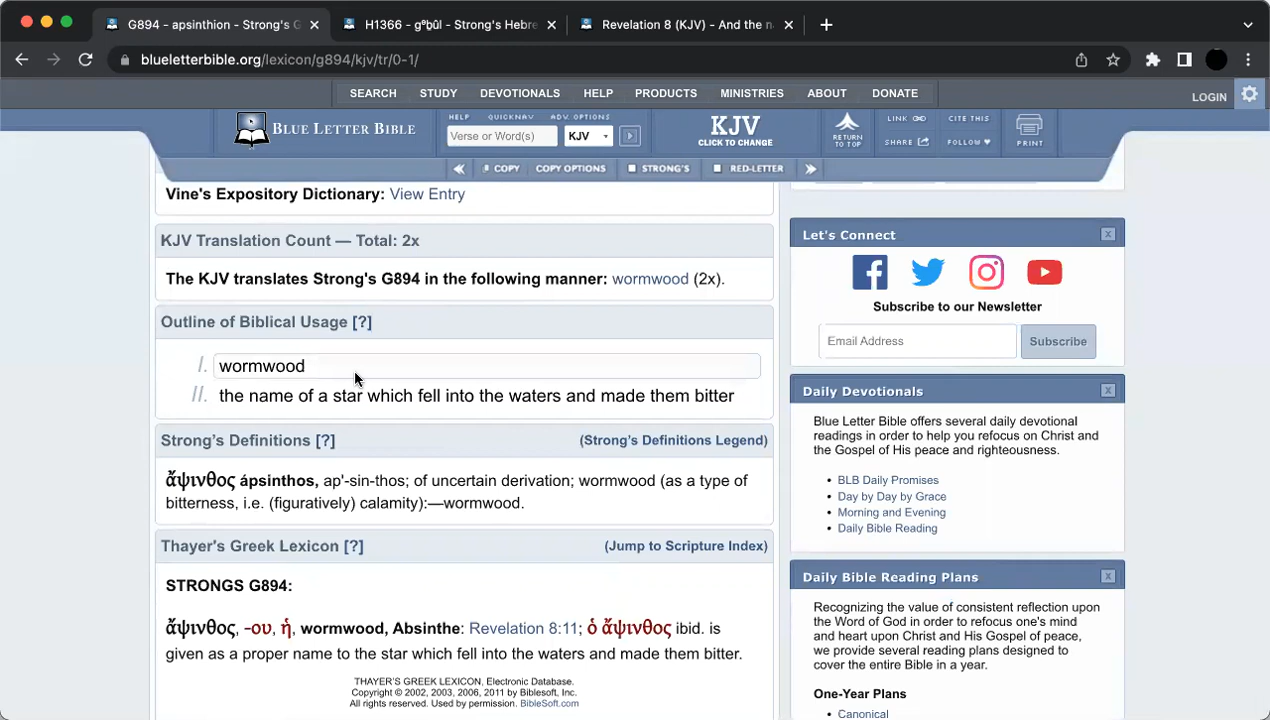 G894 - apsinthion - Strong's G
H1366 - gᵊḇûl - Strong's Hebre
Revelation 8 (KJV) - And the n
blueletterbible.org/lexicon/g894/kjv/tr/0-1/
SEARCH STUDY DEVOTIONALS HELP PRODUCTS MINISTRIES ABOUT DONATE
LOGIN
BLUE LETTER BIBLE
HELP QUICKNAV ADV. OPTIONS
Verse or Word(s) KJV
KJV
CLICK TO CHANGE
RETURN
TO TOP
LINK CITE THIS
SHARE FOLLOW
PRINT
COPY COPY OPTIONS STRONG'S RED-LETTER
Vine's Expository Dictionary: View Entry
KJV Translation Count — Total: 2x
The KJV translates Strong's G894 in the following manner: wormwood (2x).
Outline of Biblical Usage [?]
I. wormwood
II. the name of a star which fell into the waters and made them bitter
Strong's Definitions [?] (Strong's Definitions Legend)
ἄψινθος ápsinthos, ap'-sin-thos; of uncertain derivation; wormwood (as a type of
bitterness, i.e. (figuratively) calamity):—wormwood.
Thayer's Greek Lexicon [?] (Jump to Scripture Index)
STRONGS G894:
ἄψινθος, -ου, ἡ, wormwood, Absinthe: Revelation 8:11; ὁ ἄψινθος ibid. is
given as a proper name to the star which fell into the waters and made them bitter.
THAYER'S GREEK LEXICON, Electronic Database.
Copyright © 2002, 2003, 2006, 2011 by Biblesoft, Inc.
All rights reserved. Used by permission. BibleSoft.com
Let's Connect x
Subscribe to our Newsletter
Email Address Subscribe
Daily Devotionals x
Blue Letter Bible offers several daily devotional
readings in order to help you refocus on Christ and
the Gospel of His peace and righteousness.
• BLB Daily Promises
• Day by Day by Grace
• Morning and Evening
• Daily Bible Reading
Daily Bible Reading Plans x
Recognizing the value of consistent reflection upon
the Word of God in order to refocus one's mind
and heart upon Christ and His Gospel of peace,
we provide several reading plans designed to
cover the entire Bible in a year.
One-Year Plans
• Canonical